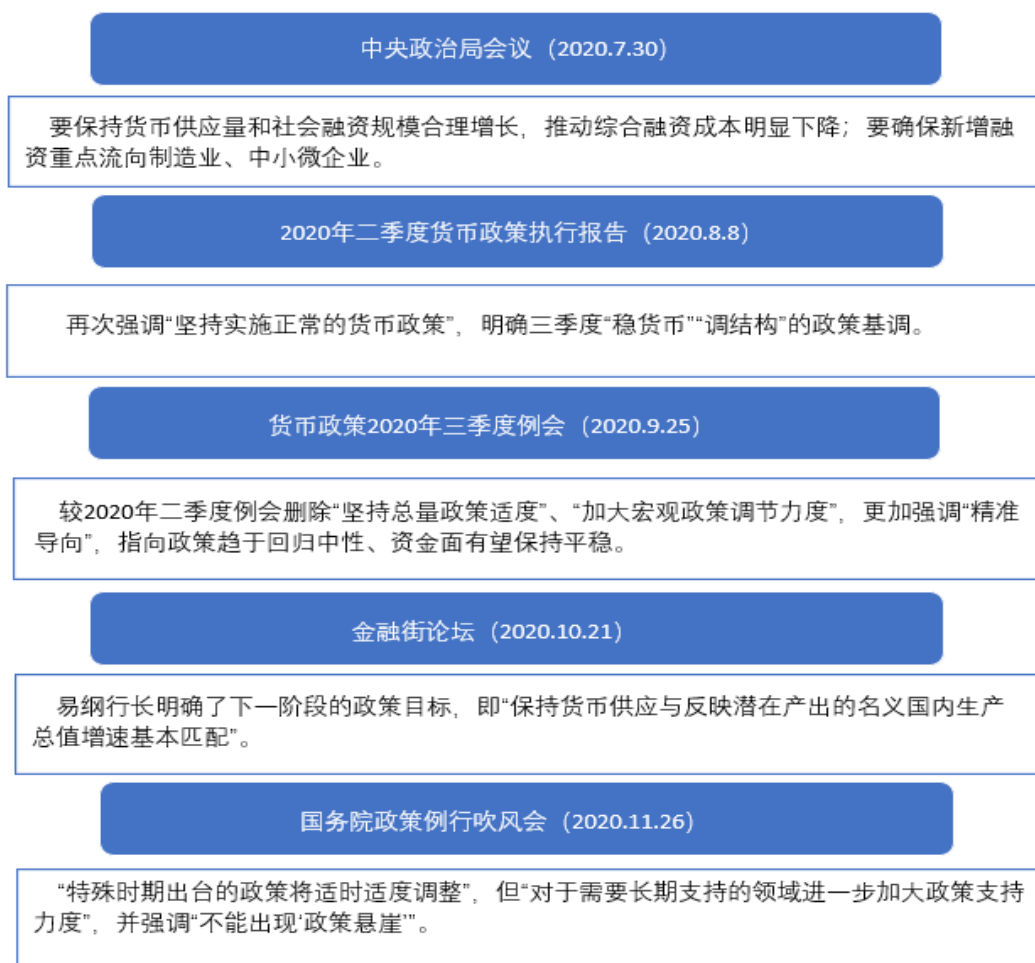 中央政治局会议（2020.7.30）
要保持货币供应量和社会融资规模合理增长，推动综合融资成本明显下降；要确保新增融
资重点流向制造业、中小微企业。
2020年二季度货币政策执行报告（2020.8.8）
再次强调“坚持实施正常的货币政策”，明确三季度“稳货币”“调结构”的政策基调。
货币政策2020年三季度例会（2020.9.25）
较2020年二季度例会删除“坚持总量政策适度”、“加大宏观政策调节力度”，更加强调“精准
导向”，指向政策趋于回归中性、资金面有望保持平稳。
金融街论坛（2020.10.21）
易纲行长明确了下一阶段的政策目标，即“保持货币供应与反映潜在产出的名义国内生产
总值增速基本匹配”。
国务院政策例行吹风会（2020.11.26）
“特殊时期出台的政策将适时适度调整”，但“对于需要长期支持的领域进一步加大政策支持
力度”，并强调“不能出现‘政策悬崖’”。